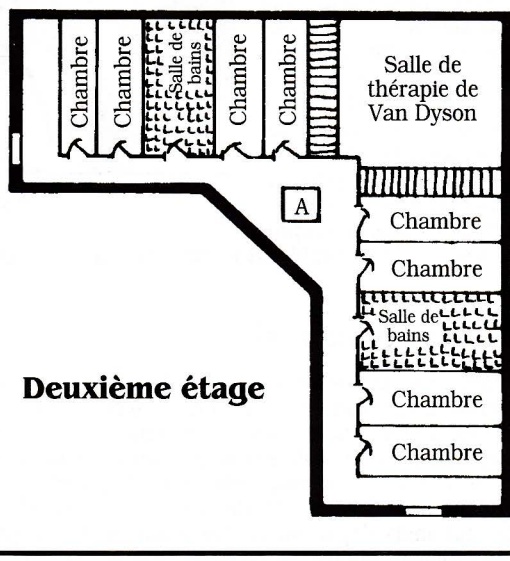 Chambre
Chambre
Salle de
bains
Chambre
Chambre
Salle de
thérapie de
Van Dyson
A
Chambre
Chambre
Salle de
bains
Chambre
Chambre
Deuxième étage